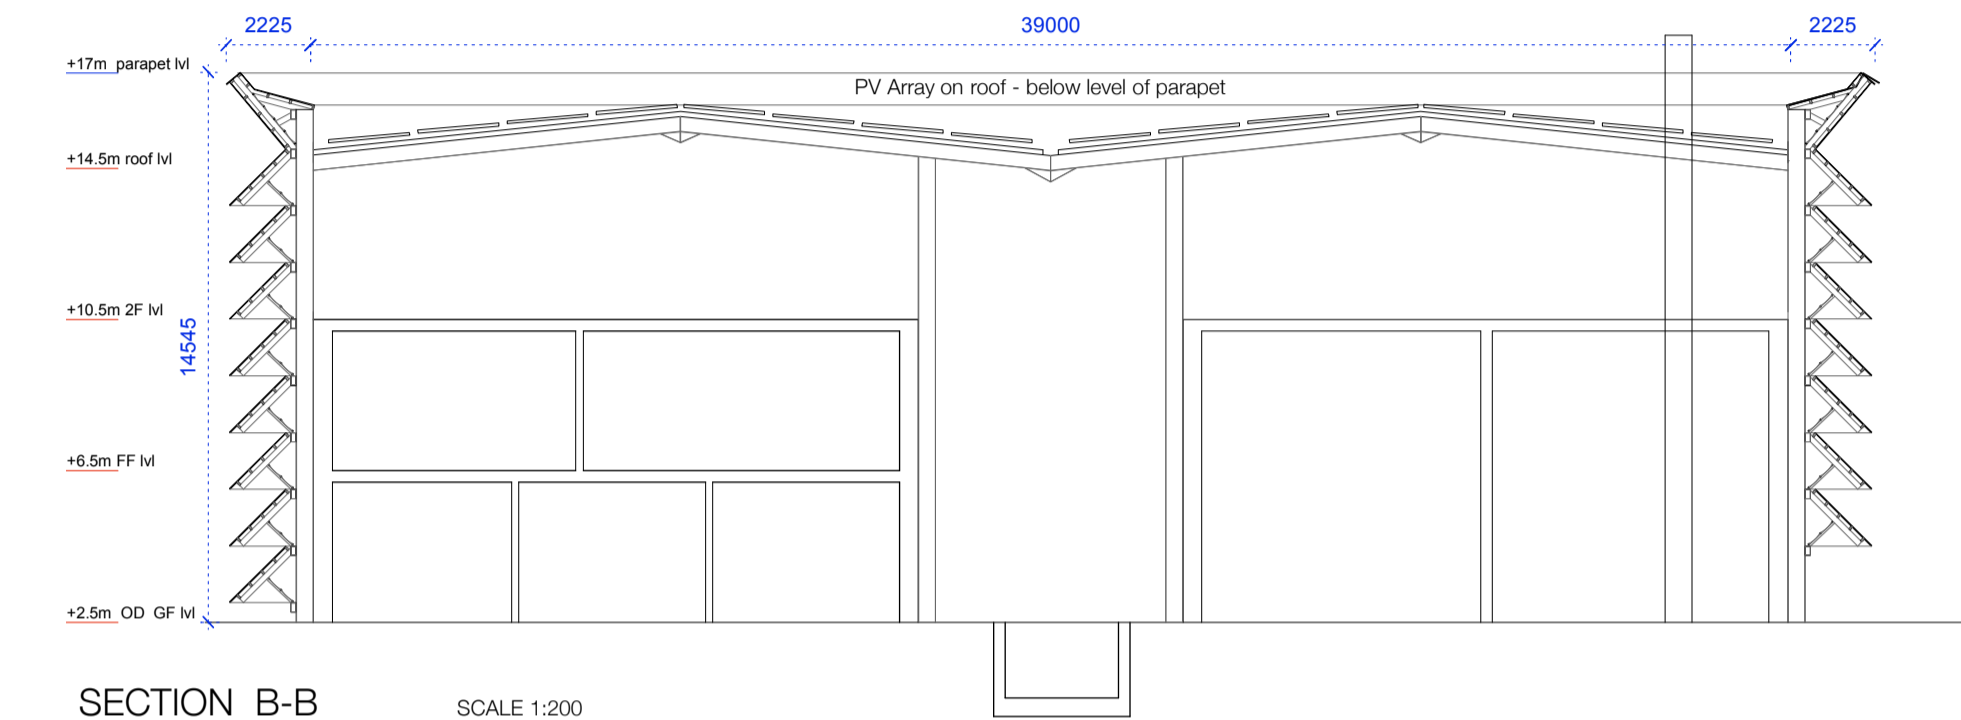 2225 39000 2225
+17m parapet lvl
PV Array on roof - below level of parapet
+14.5m roof lvl
+10.5m 2F lvl
14545
+6.5m FF lvl
+2.5m OD GF lvl
SECTION B-B SCALE 1:200